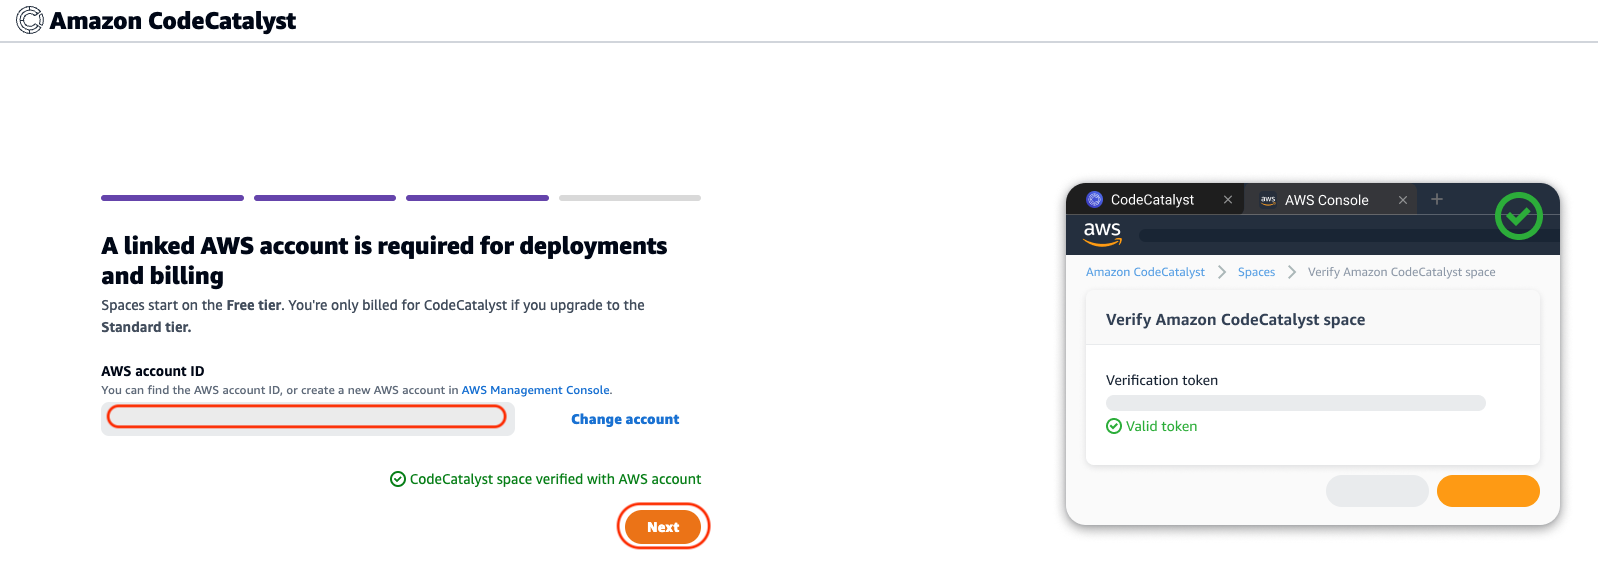 Amazon CodeCatalyst
A linked AWS account is required for deployments
and billing
Spaces start on the Free tier. You're only billed for CodeCatalyst if you upgrade to the
Standard tier.
AWS account ID
You can find the AWS account ID, or create a new AWS account in AWS Management Console.
Change account
CodeCatalyst space verified with AWS account
Next
CodeCatalyst
aws AWS Console
aws
Amazon CodeCatalyst > Spaces > Verify Amazon CodeCatalyst space
Verify Amazon CodeCatalyst space
Verification token
Valid token